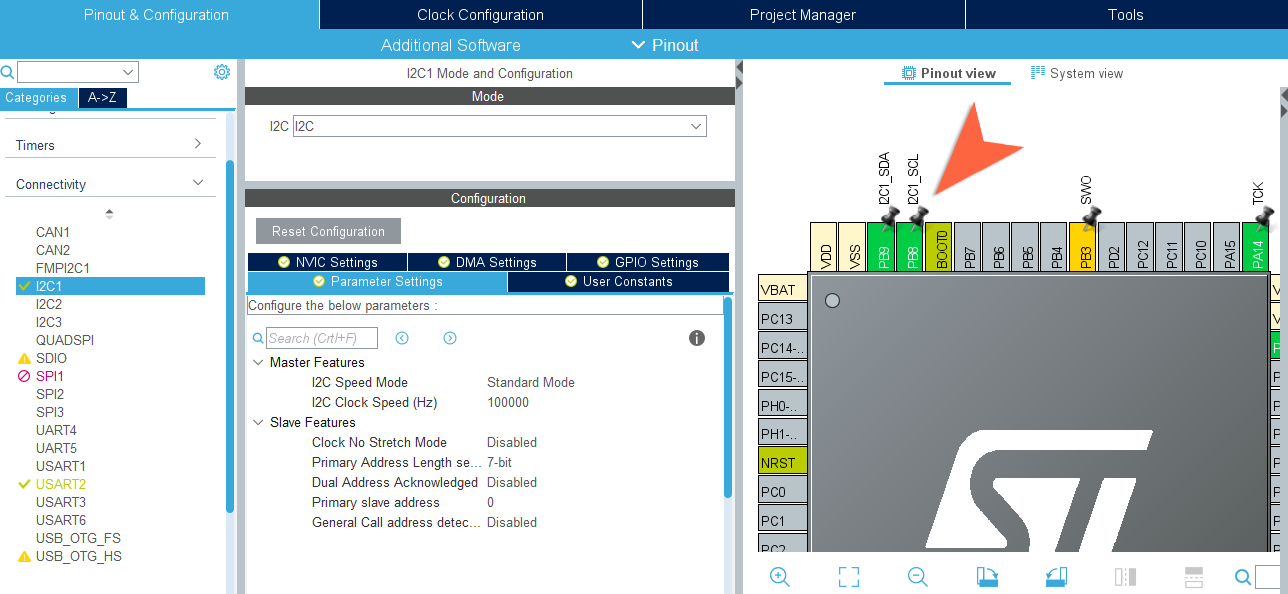 Pinout & Configuration
Clock Configuration
Project Manager
Tools
Additional Software
Pinout
Categories
A->Z
Timers
Connectivity
CAN1
CAN2
FMPI2C1
I2C1
I2C2
I2C3
QUADSPI
SDIO
SPI1
SPI2
SPI3
UART4
UART5
USART1
USART2
USART3
USART6
USB_OTG_FS
USB_OTG_HS
I2C1 Mode and Configuration
Mode
I2C I2C
Configuration
Reset Configuration
NVIC Settings
DMA Settings
GPIO Settings
Parameter Settings
User Constants
Configure the below parameters :
Search (Crtl+F)
Master Features
I2C Speed Mode Standard Mode
I2C Clock Speed (Hz) 100000
Slave Features
Clock No Stretch Mode Disabled
Primary Address Length se... 7-bit
Dual Address Acknowledged Disabled
Primary slave address 0
General Call address detec... Disabled
Pinout view
System view
I2C1_SDA
I2C1_SCL
SWO
TCK
VDD
VSS
PB9
PB8
BOOT0
PB7
PB6
PB5
PB4
PB3
PD2
PC12
PC11
PC10
PA15
PA14
VBAT
PC13
PC14-..
PC15-..
PH0-..
PH1-..
NRST
PC0
PC1
PC2
ST